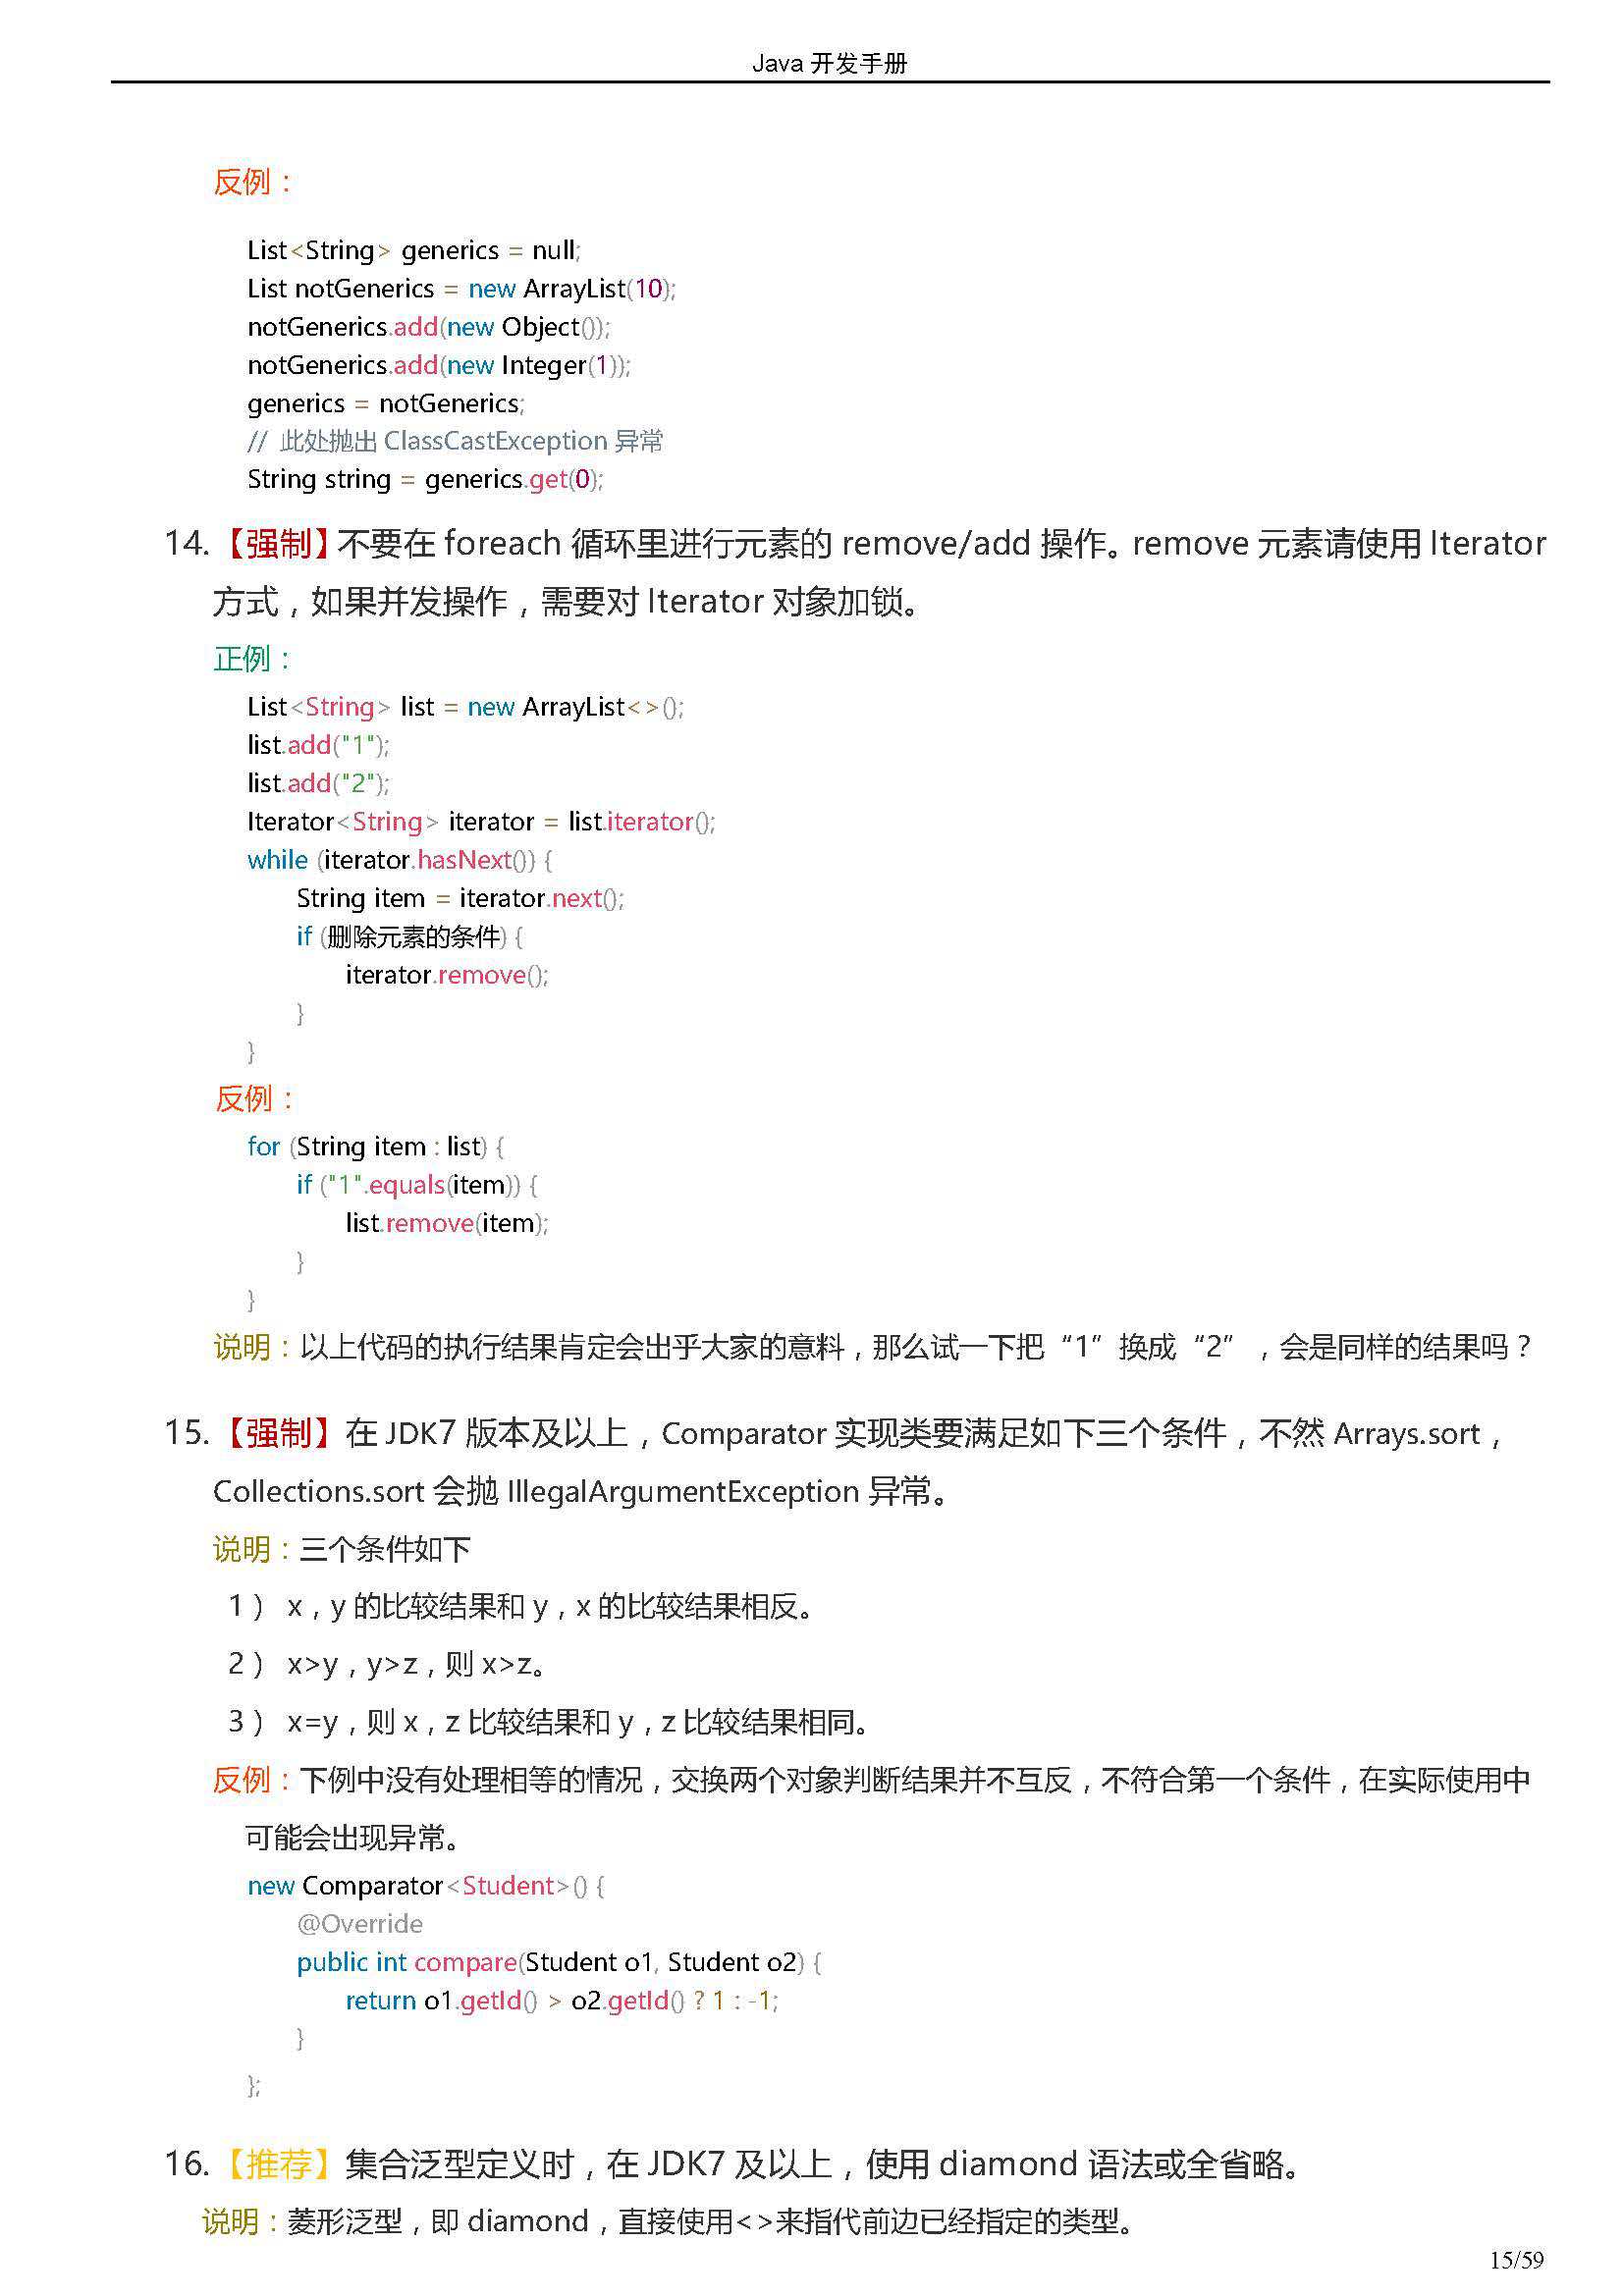 Java 开发手册
反例：
List<String> generics = null;
List notGenerics = new ArrayList(10);
notGenerics.add(new Object());
notGenerics.add(new Integer(1));
generics = notGenerics;
// 此处抛出 ClassCastException 异常
String string = generics.get(0);
14.【强制】不要在 foreach 循环里进行元素的 remove/add 操作。remove 元素请使用 Iterator
方式，如果并发操作，需要对 Iterator 对象加锁。
正例：
List<String> list = new ArrayList<>();
list.add("1");
list.add("2");
Iterator<String> iterator = list.iterator();
while (iterator.hasNext()) {
String item = iterator.next();
if (删除元素的条件) {
iterator.remove();
}
}
反例：
for (String item : list) {
if ("1".equals(item)) {
list.remove(item);
}
}
说明：以上代码的执行结果肯定会出乎大家的意料，那么试一下把“1”换成“2”，会是同样的结果吗？
15.【强制】在 JDK7 版本及以上，Comparator 实现类要满足如下三个条件，不然 Arrays.sort，
Collections.sort 会抛 IllegalArgumentException 异常。
说明：三个条件如下
1） x，y 的比较结果和 y，x 的比较结果相反。
2） x>y，y>z，则 x>z。
3） x=y，则 x，z 比较结果和 y，z 比较结果相同。
反例：下例中没有处理相等的情况，交换两个对象判断结果并不互反，不符合第一个条件，在实际使用中
可能会出现异常。
new Comparator<Student>() {
@Override
public int compare(Student o1, Student o2) {
return o1.getId() > o2.getId() ? 1 : -1;
}
};
16.【推荐】集合泛型定义时，在 JDK7 及以上，使用 diamond 语法或全省略。
说明：菱形泛型，即 diamond，直接使用<>来指代前边已经指定的类型。
15/59